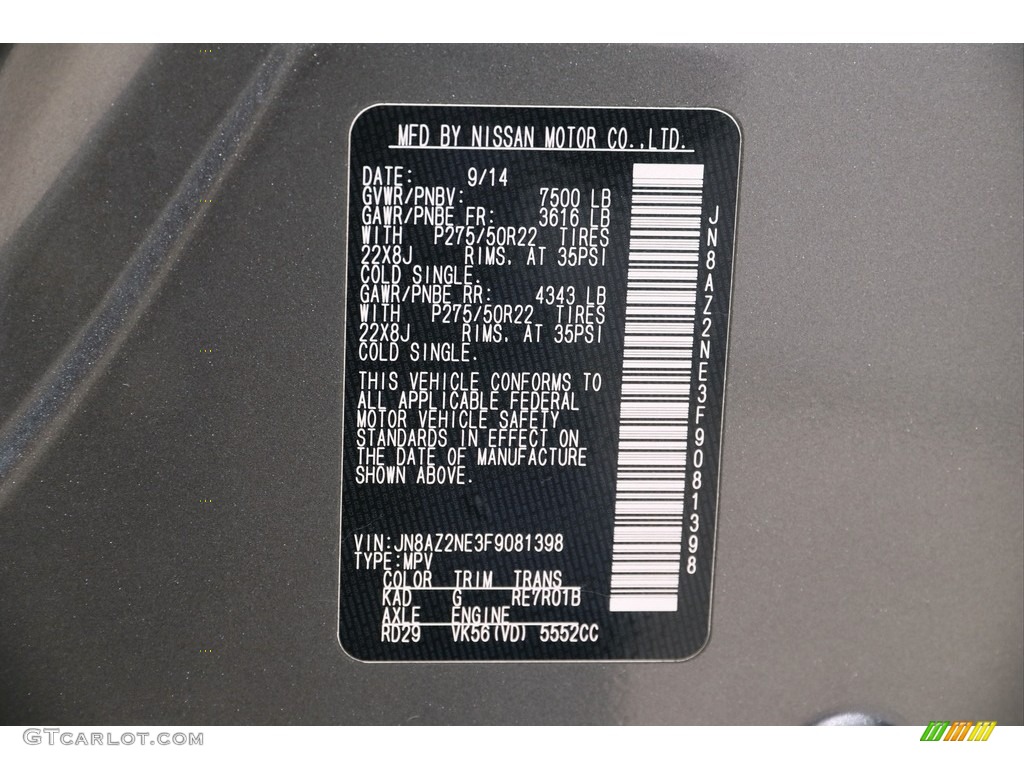 MFD BY NISSAN MOTOR CO.,LTD.
DATE: 9/14
GVWR/PNBV: 7500 LB
GAWR/PNBE FR: 3616 LB
WITH P275/50R22 TIRES
22X8J RIMS. AT 35PSI
COLD SINGLE.
GAWR/PNBE RR: 4343 LB
WITH P275/50R22 TIRES
22X8J RIMS. AT 35PSI
COLD SINGLE.
THIS VEHICLE CONFORMS TO
ALL APPLICABLE FEDERAL
MOTOR VEHICLE SAFETY
STANDARDS IN EFFECT ON
THE DATE OF MANUFACTURE
SHOWN ABOVE.
VIN:JN8AZ2NE3F9081398
TYPE:MPV
COLOR TRIM TRANS
KAD G RE7R01B
AXLE ENGINE
RD29 VK56(VD) 5552CC
JN8AZ2NE3F9081398
GTCarLot.com